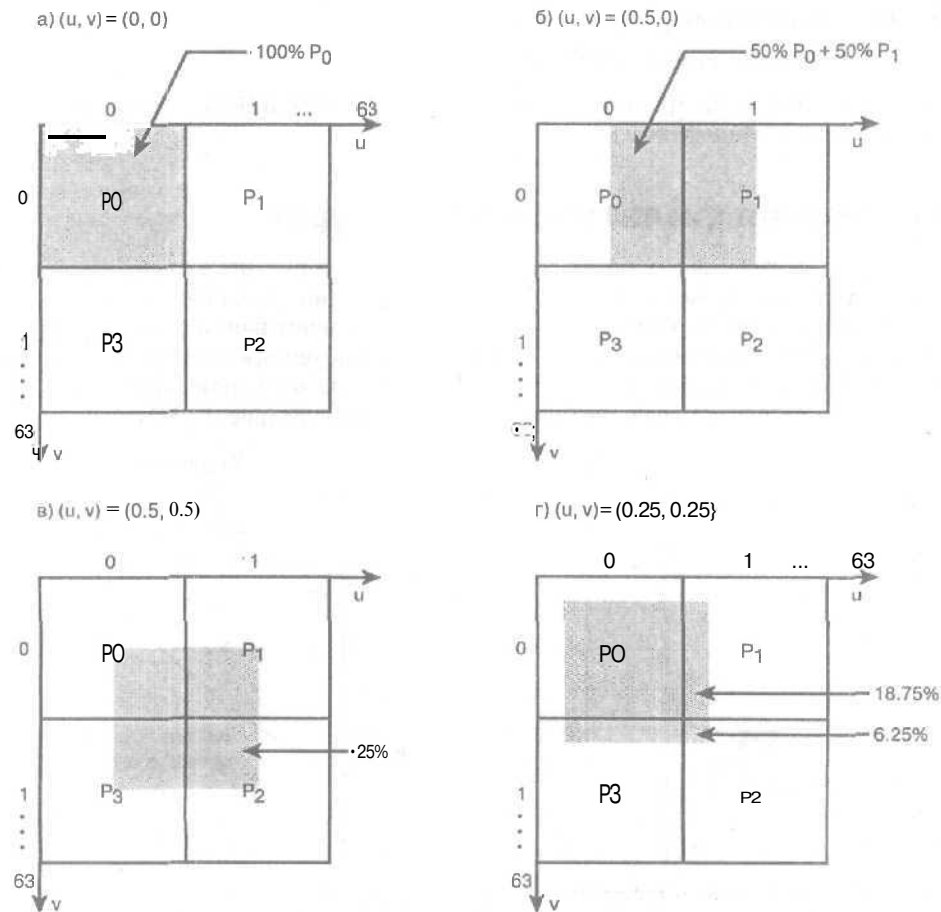 а) (u, v) = (0, 0)
100% P0
0 1 ... 63
u
0
P0 P1
1
P3 P2
63
v
б) (u, v) = (0.5,0)
50% P0 + 50% P1
0 1
u
0
P0 P1
1
P3 P2
v
в) (u, v) = (0.5, 0.5)
0 1
u
0
P0 P1
25%
1
P3 P2
63
v
г) (u, v)= (0.25, 0.25}
0 1 ... 63
u
0
P0 P1
18.75%
6.25%
1
P3 P2
63
v